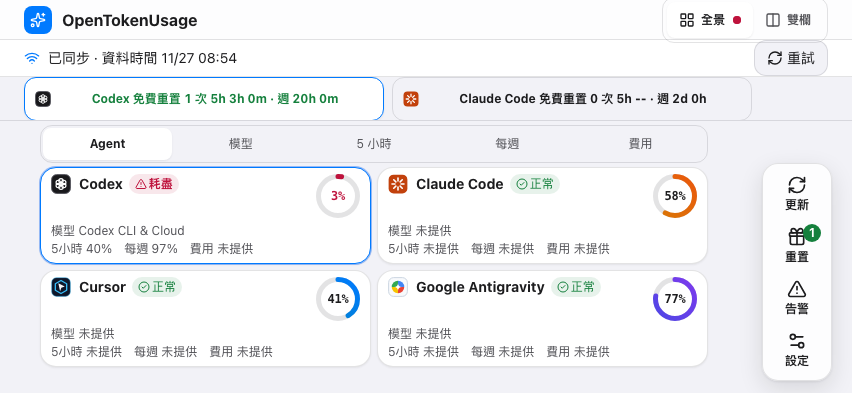 OpenTokenUsage
全景
雙欄
已同步 · 資料時間 11/27 08:54
重試
Codex 免費重置 1 次 5h 3h 0m · 週 20h 0m
Claude Code 免費重置 0 次 5h -- · 週 2d 0h
Agent
模型
5 小時
每週
費用
Codex
耗盡
3%
模型 Codex CLI & Cloud
5小時 40% 每週 97% 費用 未提供
Claude Code
正常
58%
模型 未提供
5小時 未提供 每週 未提供 費用 未提供
Cursor
正常
41%
模型 未提供
5小時 未提供 每週 未提供 費用 未提供
Google Antigravity
正常
77%
模型 未提供
5小時 未提供 每週 未提供 費用 未提供
更新
1
重置
告警
設定